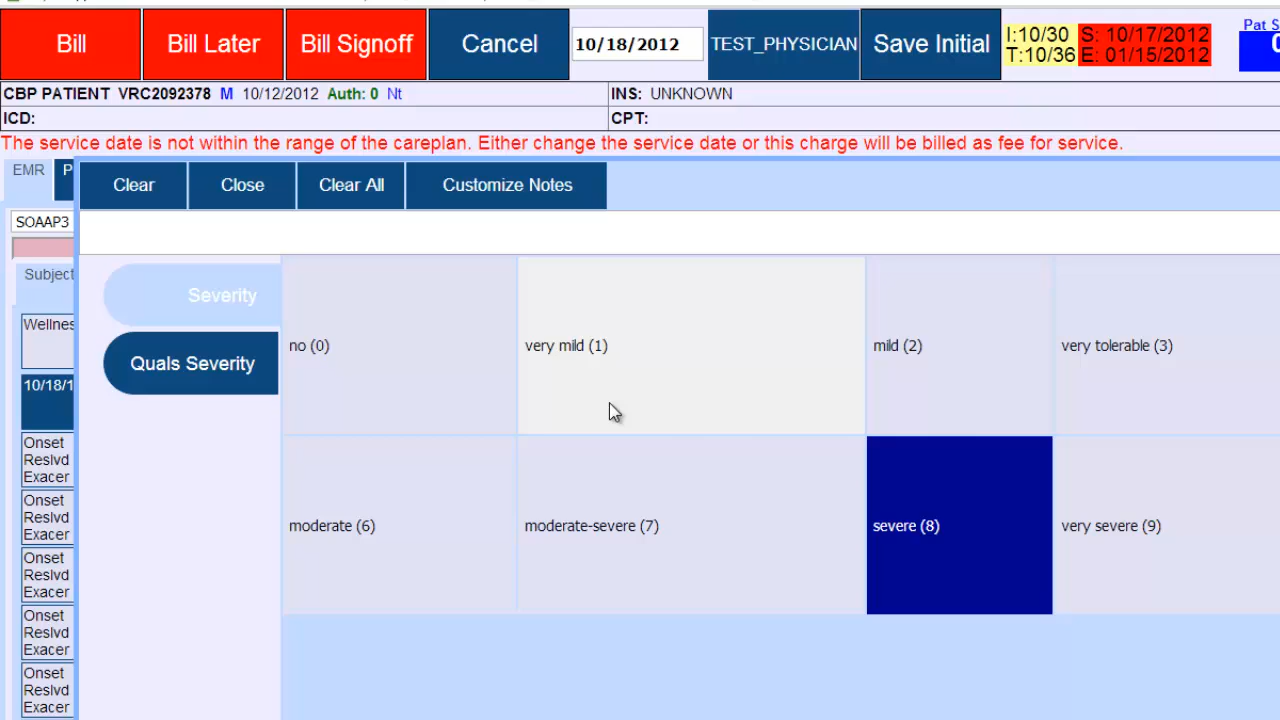 Bill
Bill Later
Bill Signoff
Cancel
10/18/2012
TEST_PHYSICIAN
Save Initial
I:10/30 S: 10/17/2012
T:10/36 E: 01/15/2012
Pat S
CBP PATIENT VRC2092378 M 10/12/2012 Auth: 0 Nt
INS: UNKNOWN
ICD:
CPT:
The service date is not within the range of the careplan. Either change the service date or this charge will be billed as fee for service.
EMR
P
Clear
Close
Clear All
Customize Notes
SOAAP3
Subject
Severity
Quals Severity
no (0)
very mild (1)
mild (2)
very tolerable (3)
moderate (6)
moderate-severe (7)
severe (8)
very severe (9)
Wellnes
10/18/1
Onset
Reslvd
Exacer
Onset
Reslvd
Exacer
Onset
Reslvd
Exacer
Onset
Reslvd
Exacer
Onset
Reslvd
Exacer